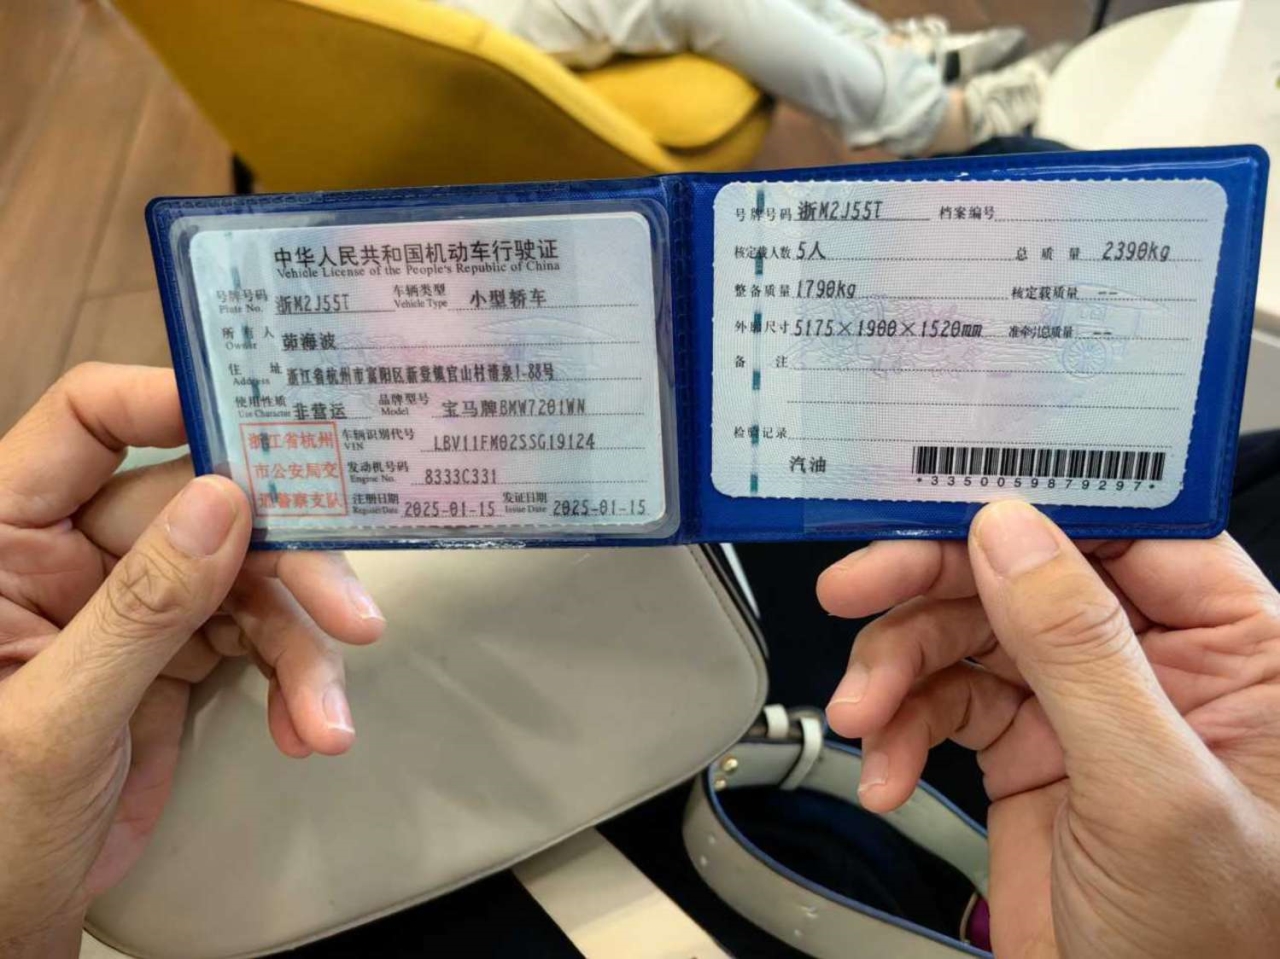 中华人民共和国机动车行驶证
Vehicle License of the People's Republic of China
号牌号码 浙M2J55T 车辆类型 小型轿车
Plate No. Vehicle Type
所有人 茆海波
Owner
住址 浙江省杭州市富阳区新登镇官山村 1-88号
Address
使用性质 非营运 品牌型号 宝马牌BMW7201WN
Use Character Model
车辆识别代号 LBV11FM02SSG19124
VIN
发动机号码 8333C331
Engine No.
注册日期 2025-01-15 发证日期 2025-01-15
Register Date Issue Date
浙江省杭州
市公安局交
通警察支队
号牌号码 浙M2J55T 档案编号
核定载人数 5人 总质量 2390kg
整备质量 1790kg 核定载质量 --
外廓尺寸 5175×1900×1520mm 准牵引总质量 --
备注
检验记录
汽油
*3350059879297*